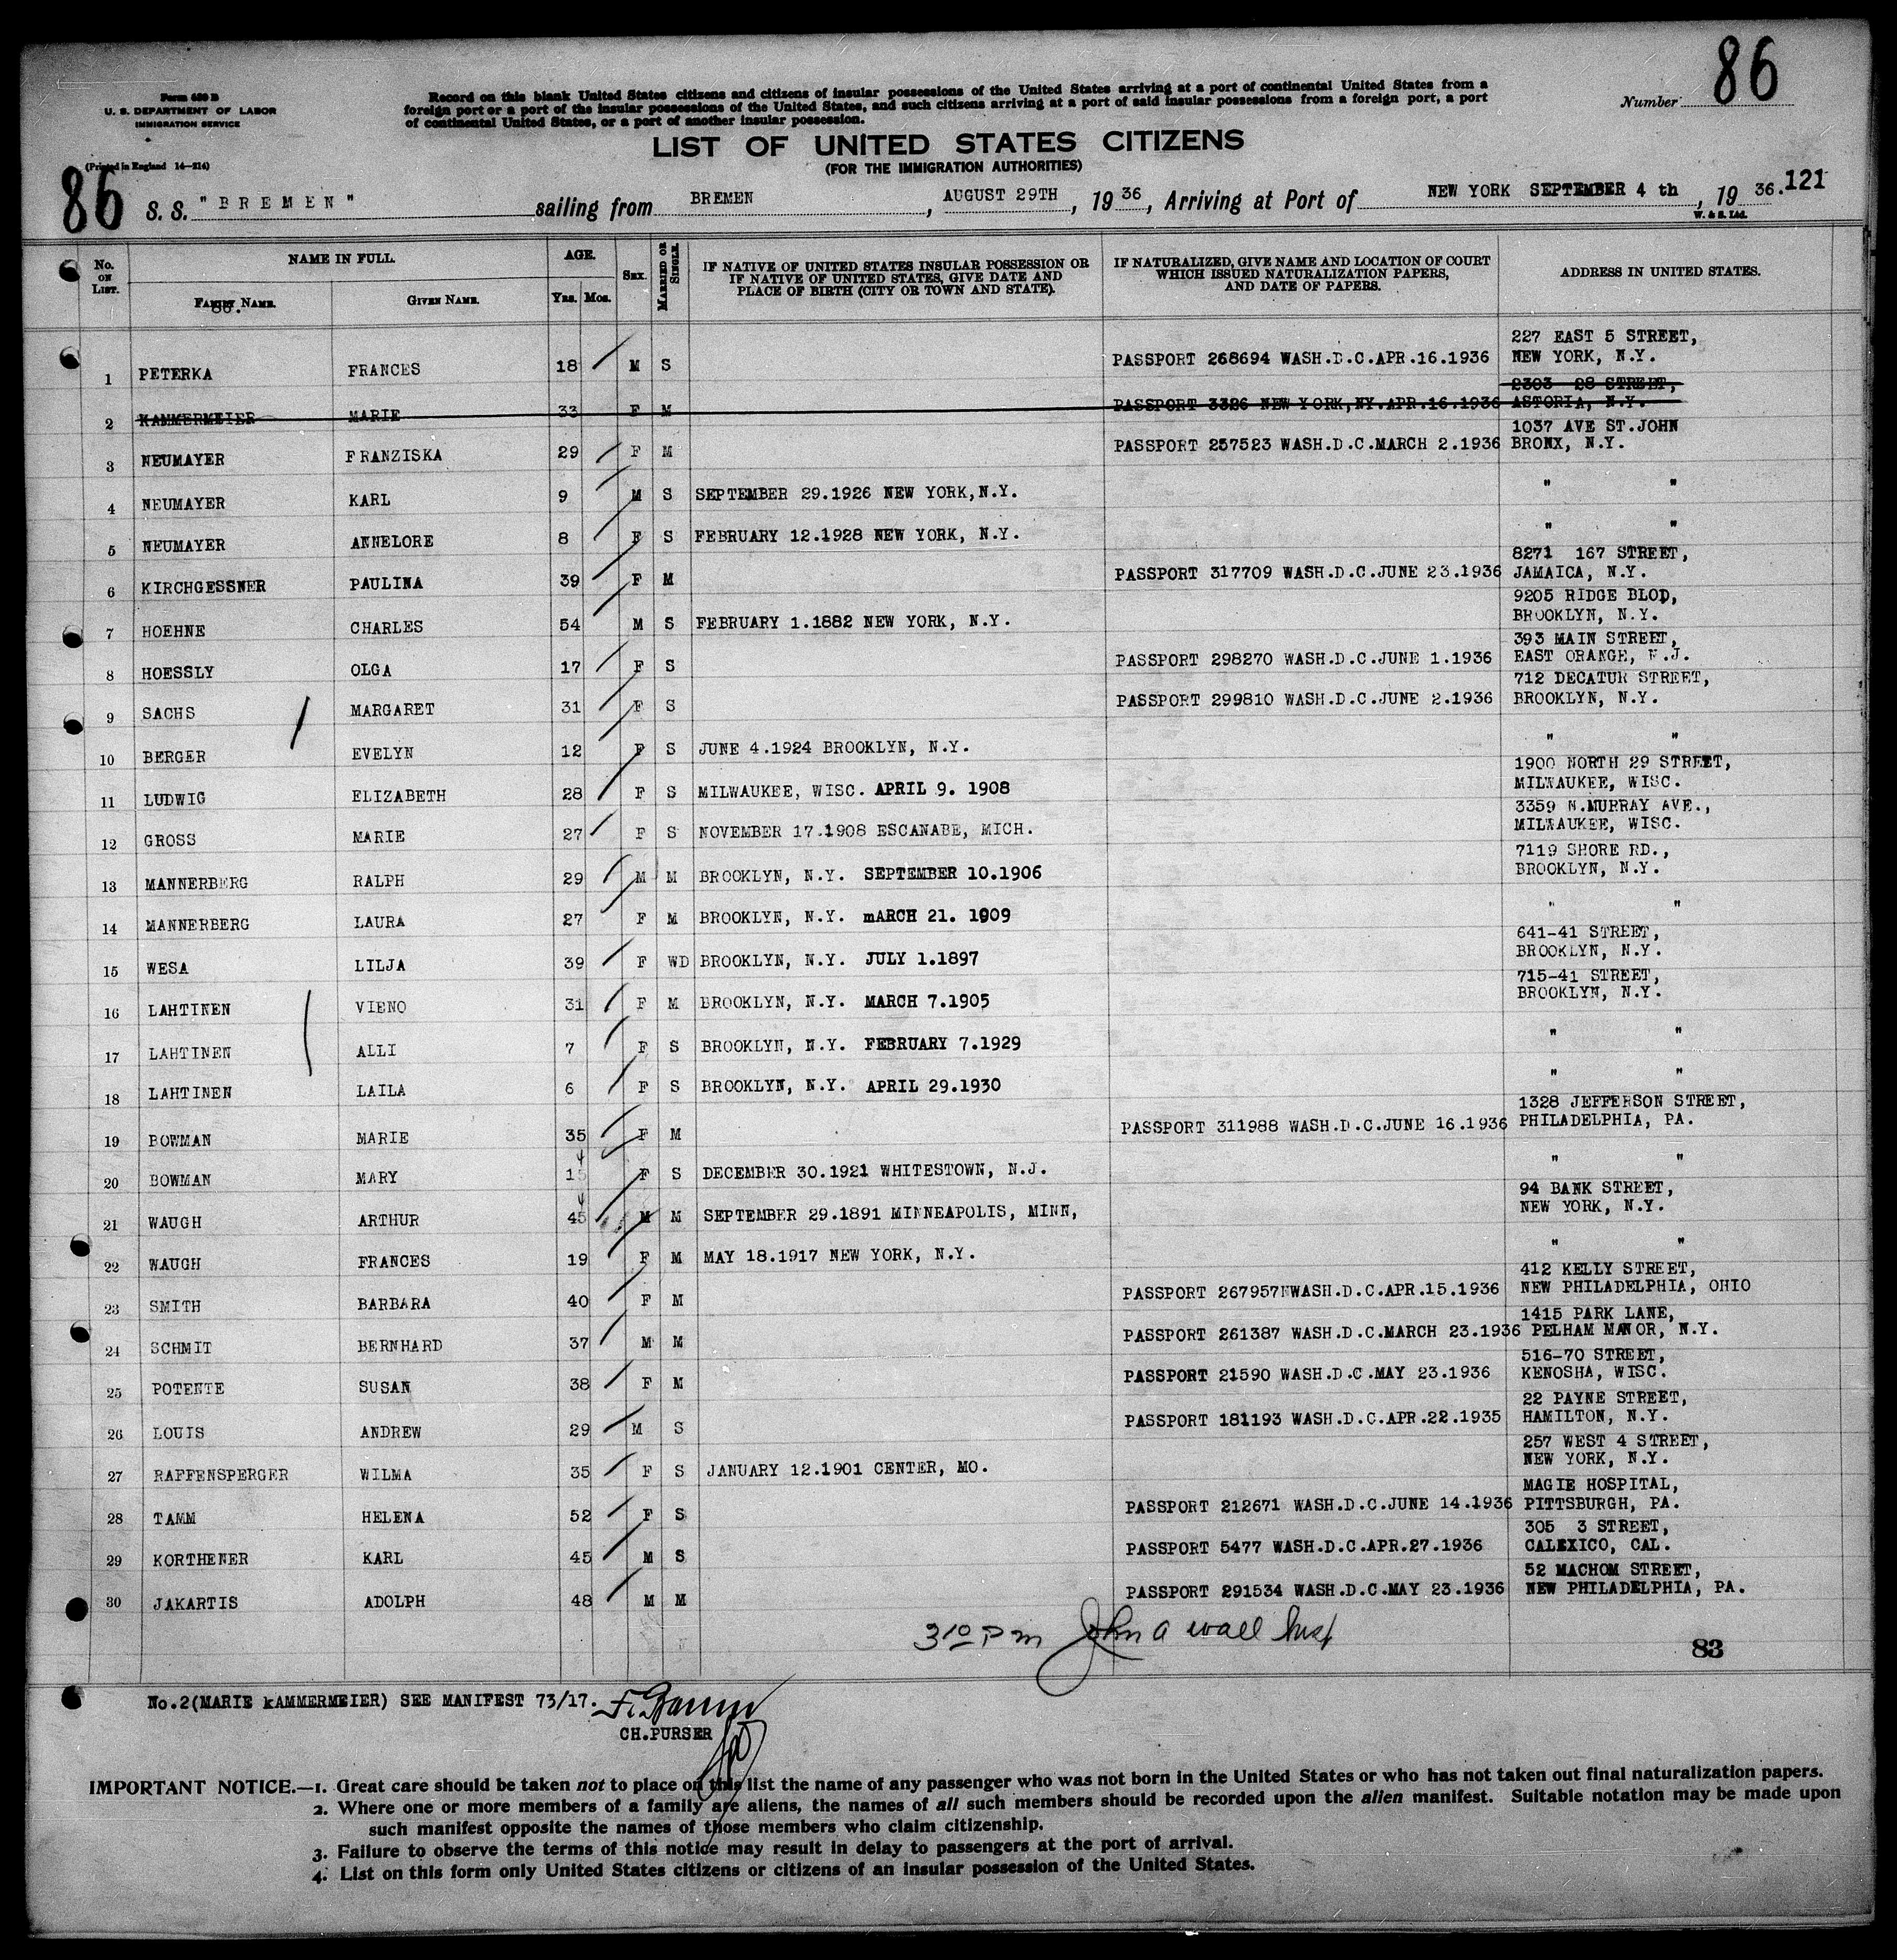 86
Form 630 B
U. S. DEPARTMENT OF LABOR
IMMIGRATION SERVICE
(Printed in England 14—214)
Record on this blank United States citizens and citizens of insular possessions of the United States arriving at a port of continental United States from a
foreign port or a port of the insular possessions of the United States, and such citizens arriving at a port of said insular possessions from a foreign port, a port
of continental United States, or a port of another insular possession.
Number 86
LIST OF UNITED STATES CITIZENS
(FOR THE IMMIGRATION AUTHORITIES)
S. S. "BREMEN" sailing from BREMEN, AUGUST 29TH, 1936, Arriving at Port of NEW YORK SEPTEMBER 4 th, 1936. 121
W. & S. Ltd.
No. ON LIST. NAME IN FULL. AGE. SEX. MARRIED OR SINGLE. IF NATIVE OF UNITED STATES INSULAR POSSESSION OR IF NATIVE OF UNITED STATES, GIVE DATE AND PLACE OF BIRTH (CITY OR TOWN AND STATE). IF NATURALIZED, GIVE NAME AND LOCATION OF COURT WHICH ISSUED NATURALIZATION PAPERS, AND DATE OF PAPERS. ADDRESS IN UNITED STATES.
FAMILY NAME. GIVEN NAME. Yrs. Mos.
86.
1 PETERKA FRANCES 18 M S PASSPORT 268694 WASH.D.C.APR.16.1936 227 EAST 5 STREET, NEW YORK, N.Y.
2 KAMMERMEIER MARIE 33 F M PASSPORT 3326 NEW YORK,NY.APR.16.1936 2303 28 STREET, ASTORIA, N.Y.
3 NEUMAYER FRANZISKA 29 F M PASSPORT 257523 WASH.D.C.MARCH 2.1936 1037 AVE ST.JOHN BRONX, N.Y.
4 NEUMAYER KARL 9 M S SEPTEMBER 29.1926 NEW YORK,N.Y. " "
5 NEUMAYER ANNELORE 8 F S FEBRUARY 12.1928 NEW YORK, N.Y. " "
6 KIRCHGESSNER PAULINA 39 F M PASSPORT 317709 WASH.D.C.JUNE 23.1936 8271 167 STREET, JAMAICA, N.Y.
7 HOEHNE CHARLES 54 M S FEBRUARY 1.1882 NEW YORK, N.Y. 9205 RIDGE BLOD, BROOKLYN, N.Y.
8 HOESSLY OLGA 17 F S PASSPORT 298270 WASH.D.C.JUNE 1.1936 393 MAIN STREET, EAST ORANGE, N.J.
9 SACHS MARGARET 31 F S PASSPORT 299810 WASH.D.C.JUNE 2.1936 712 DECATUR STREET, BROOKLYN, N.Y.
10 BERGER EVELYN 12 F S JUNE 4.1924 BROOKLYN, N.Y. " "
11 LUDWIG ELIZABETH 28 F S MILWAUKEE, WISC. APRIL 9. 1908 1900 NORTH 29 STREET, MILWAUKEE, WISC.
12 GROSS MARIE 27 F S NOVEMBER 17.1908 ESCANABE, MICH. 3359 N.MURRAY AVE., MILWAUKEE, WISC.
13 MANNERBERG RALPH 29 M M BROOKLYN, N.Y. SEPTEMBER 10.1906 7119 SHORE RD., BROOKLYN, N.Y.
14 MANNERBERG LAURA 27 F M BROOKLYN, N.Y. mARCH 21. 1909 " "
15 WESA LILJA 39 F WD BROOKLYN, N.Y. JULY 1.1897 641-41 STREET, BROOKLYN, N.Y.
16 LAHTINEN VIENO 31 F M BROOKLYN, N.Y. MARCH 7.1905 715-41 STREET, BROOKLYN, N.Y.
17 LAHTINEN ALLI 7 F S BROOKLYN, N.Y. FEBRUARY 7.1929 " "
18 LAHTINEN LAILA 6 F S BROOKLYN, N.Y. APRIL 29.1930 " "
19 BOWMAN MARIE 35 F M PASSPORT 311988 WASH.D.C.JUNE 16.1936 1328 JEFFERSON STREET, PHILADELPHIA, PA.
20 BOWMAN MARY 15 4 F S DECEMBER 30.1921 WHITESTOWN, N.J. " "
21 WAUGH ARTHUR 45 4 M M SEPTEMBER 29.1891 MINNEAPOLIS, MINN, 94 BANK STREET, NEW YORK, N.Y.
22 WAUGH FRANCES 19 F M MAY 18.1917 NEW YORK, N.Y. " "
23 SMITH BARBARA 40 F M PASSPORT 267957NWASH.D.C.APR.15.1936 412 KELLY STREET, NEW PHILADELPHIA, OHIO
24 SCHMIT BERNHARD 37 M M PASSPORT 261387 WASH.D.C.MARCH 23.1936 1415 PARK LANE, PELHAM MANOR, N.Y.
25 POTENTE SUSAN 38 F M PASSPORT 21590 WASH.D.C.MAY 23.1936 516-70 STREET, KENOSHA, WISC.
26 LOUIS ANDREW 29 M S PASSPORT 181193 WASH.D.C.APR.22.1935 22 PAYNE STREET, HAMILTON, N.Y.
27 RAFFENSPERGER WILMA 35 F S JANUARY 12.1901 CENTER, MO. 257 WEST 4 STREET, NEW YORK, N.Y.
28 TAMM HELENA 52 F S PASSPORT 212671 WASH.D.C.JUNE 14.1936 MAGIE HOSPITAL, PITTSBURGH, PA.
29 KORTHENER KARL 45 M S PASSPORT 5477 WASH.D.C.APR.27.1936 305 3 STREET, CALEXICO, CAL.
30 JAKARTIS ADOLPH 48 M M PASSPORT 291534 WASH.D.C.MAY 23.1936 52 MACHOM STREET, NEW PHILADELPHIA, PA.
3 10 P m John A Wall Insp
83
No.2(MARIE kAMMERMEIER) SEE MANIFEST 73/17.
CH.PURSER
IMPORTANT NOTICE.—1. Great care should be taken not to place on this list the name of any passenger who was not born in the United States or who has not taken out final naturalization papers.
2. Where one or more members of a family are aliens, the names of all such members should be recorded upon the alien manifest. Suitable notation may be made upon
such manifest opposite the names of those members who claim citizenship.
3. Failure to observe the terms of this notice may result in delay to passengers at the port of arrival.
4. List on this form only United States citizens or citizens of an insular possession of the United States.